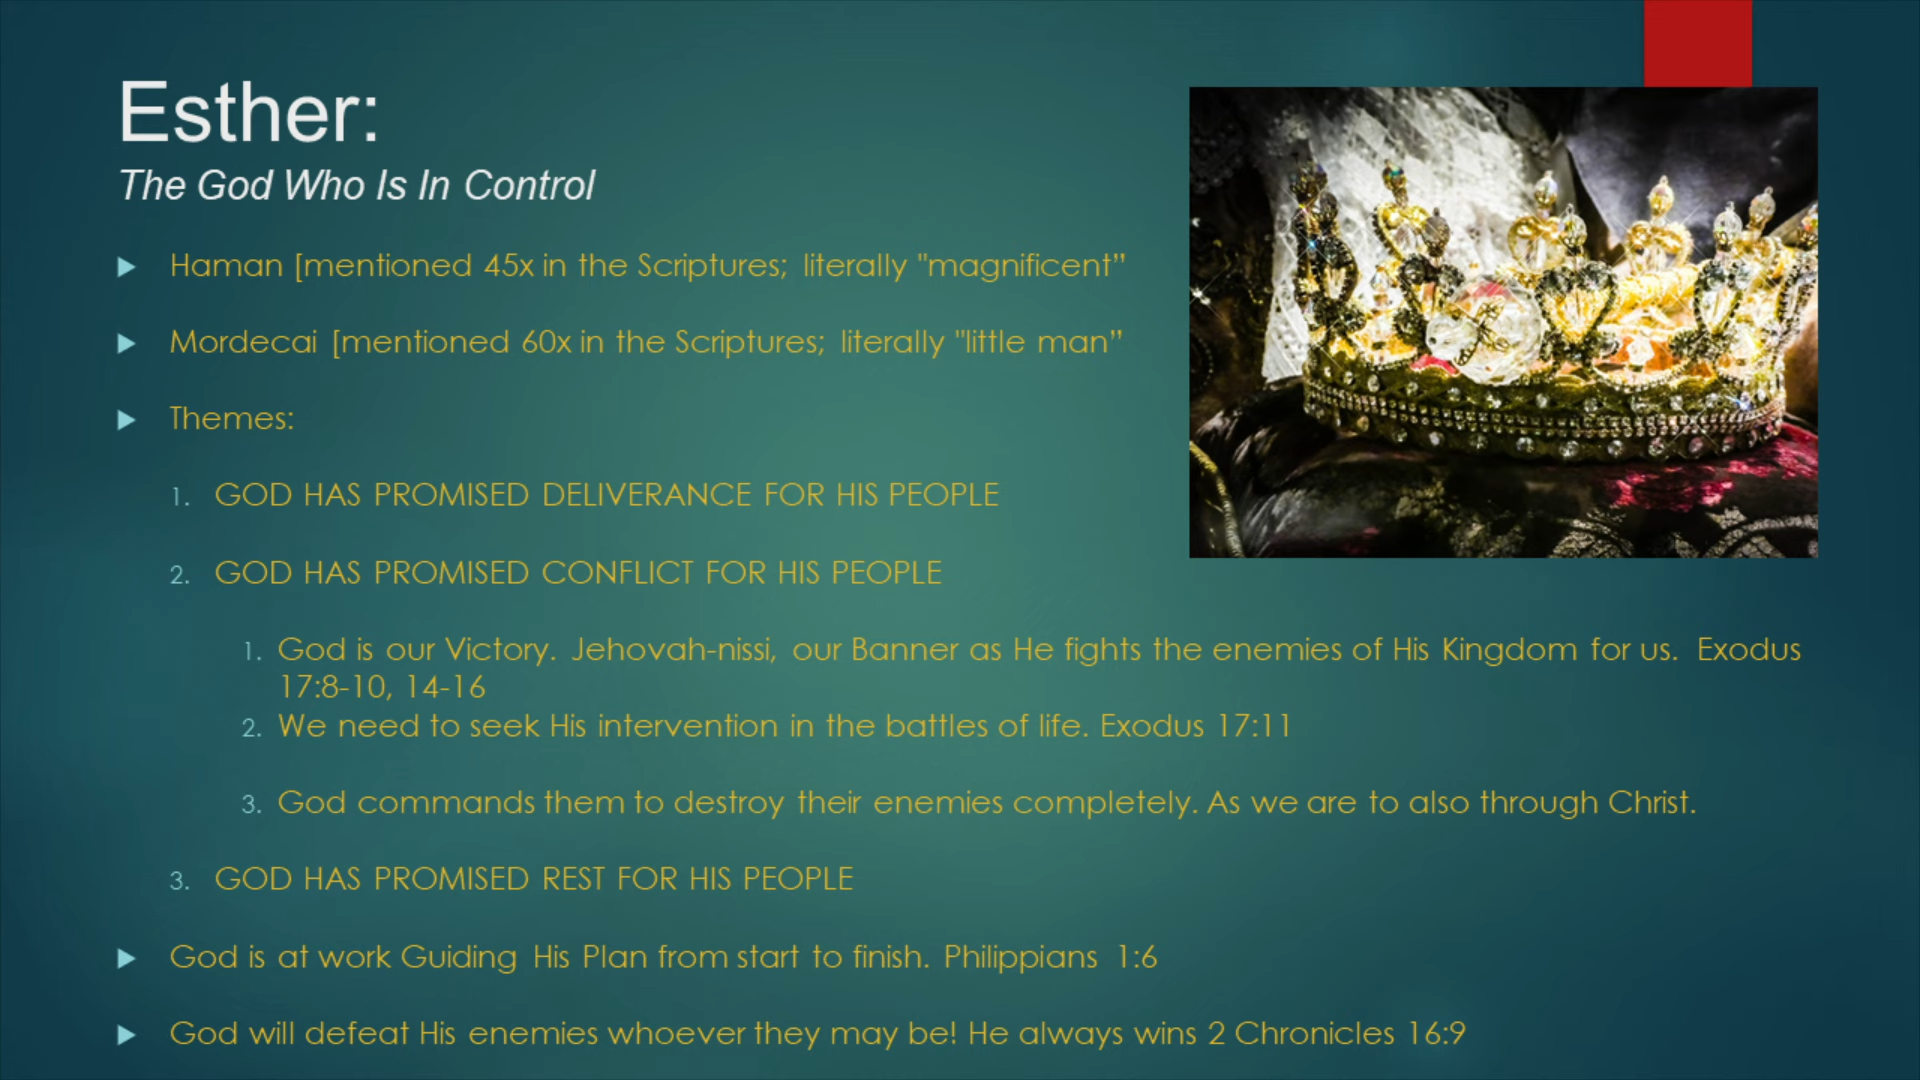 Esther:
The God Who Is In Control
Haman [mentioned 45x in the Scriptures; literally "magnificent”
Mordecai [mentioned 60x in the Scriptures; literally "little man”
Themes:
1. GOD HAS PROMISED DELIVERANCE FOR HIS PEOPLE
2. GOD HAS PROMISED CONFLICT FOR HIS PEOPLE
1. God is our Victory. Jehovah-nissi, our Banner as He fights the enemies of His Kingdom for us. Exodus
17:8-10, 14-16
2. We need to seek His intervention in the battles of life. Exodus 17:11
3. God commands them to destroy their enemies completely. As we are to also through Christ.
3. GOD HAS PROMISED REST FOR HIS PEOPLE
God is at work Guiding His Plan from start to finish. Philippians 1:6
God will defeat His enemies whoever they may be! He always wins 2 Chronicles 16:9